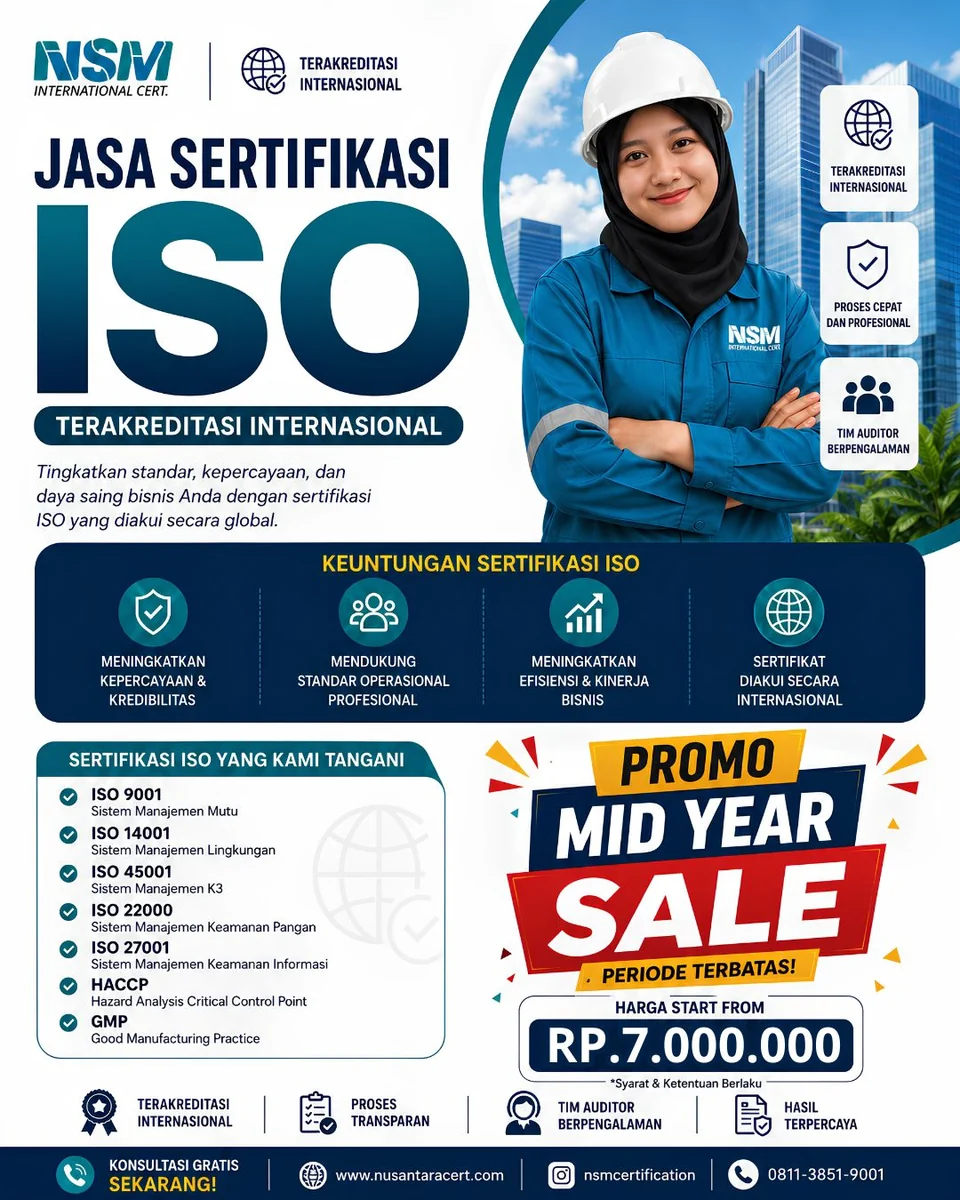 NSM
INTERNATIONAL CERT.
TERAKREDITASI
INTERNASIONAL
JASA SERTIFIKASI
ISO
TERAKREDITASI INTERNASIONAL
Tingkatkan standar, kepercayaan, dan
daya saing bisnis Anda dengan sertifikasi
ISO yang diakui secara global.
NSM
INTERNATIONAL CERT.
TERAKREDITASI
INTERNASIONAL
PROSES CEPAT
DAN PROFESIONAL
TIM AUDITOR
BERPENGALAMAN
KEUNTUNGAN SERTIFIKASI ISO
MENINGKATKAN
KEPERCAYAAN &
KREDIBILITAS
MENDUKUNG
STANDAR OPERASIONAL
PROFESIONAL
MENINGKATKAN
EFISIENSI & KINERJA
BISNIS
SERTIFIKAT
DIAKUI SECARA
INTERNASIONAL
SERTIFIKASI ISO YANG KAMI TANGANI
ISO 9001
Sistem Manajemen Mutu
ISO 14001
Sistem Manajemen Lingkungan
ISO 45001
Sistem Manajemen K3
ISO 22000
Sistem Manajemen Keamanan Pangan
ISO 27001
Sistem Manajemen Keamanan Informasi
HACCP
Hazard Analysis Critical Control Point
GMP
Good Manufacturing Practice
PROMO
MID YEAR
SALE
PERIODE TERBATAS!
HARGA START FROM
RP.7.000.000
*Syarat & Ketentuan Berlaku
TERAKREDITASI
INTERNASIONAL
PROSES
TRANSPARAN
TIM AUDITOR
BERPENGALAMAN
HASIL
TERPERCAYA
KONSULTASI GRATIS
SEKARANG!
www.nusantaracert.com
nsmcertification
0811-3851-9001